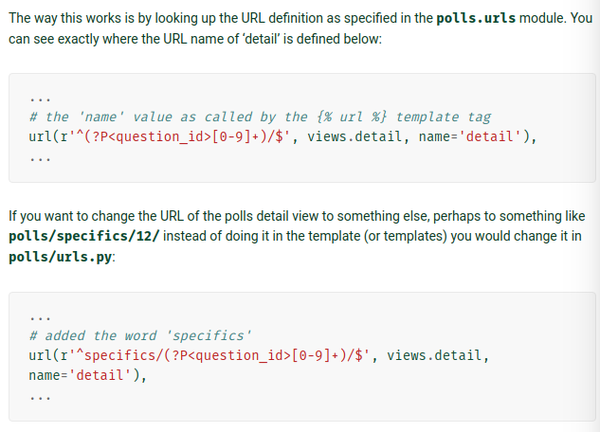 The way this works is by looking up the URL definition as specified in the polls.urls module. You
can see exactly where the URL name of ‘detail’ is defined below:
...
# the 'name' value as called by the {% url %} template tag
url(r'^(?P<question_id>[0-9]+)/$', views.detail, name='detail'),
...
If you want to change the URL of the polls detail view to something else, perhaps to something like
polls/specifics/12/ instead of doing it in the template (or templates) you would change it in
polls/urls.py:
...
# added the word 'specifics'
url(r'^specifics/(?P<question_id>[0-9]+)/$', views.detail,
name='detail'),
...